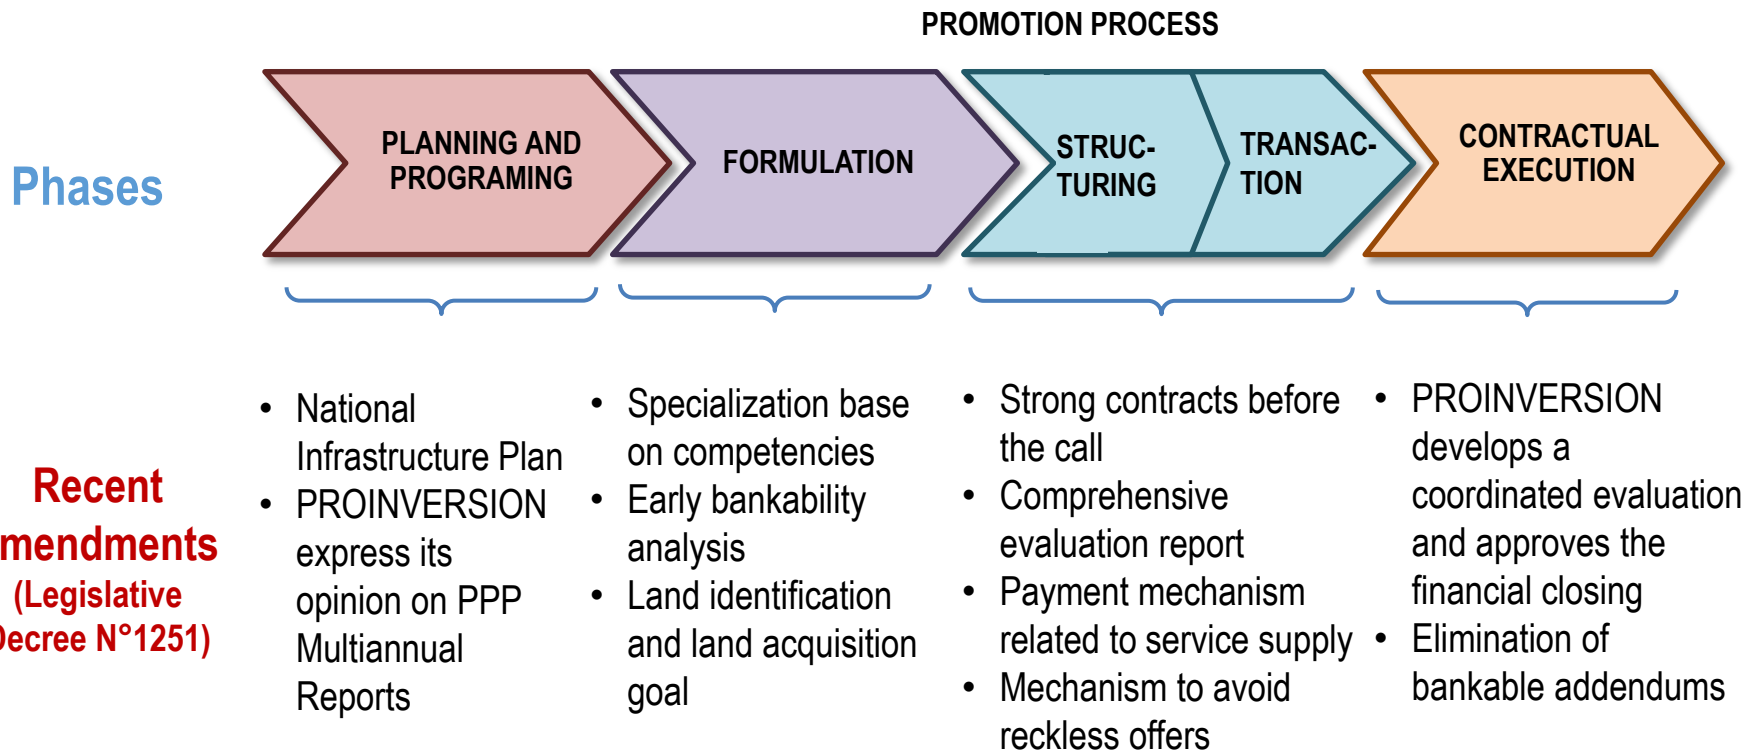 PROMOTION PROCESS
PLANNING AND
PROGRAMING
FORMULATION
STRUC-
TURING
TRANSAC-
TION
CONTRACTUAL
EXECUTION
Phases
Recent
mendments
(Legislative
Decree N°1251)
• National
Infrastructure Plan
• PROINVERSION
express its
opinion on PPP
Multiannual
Reports
• Specialization base
on competencies
• Early bankability
analysis
• Land identification
and land acquisition
goal
• Strong contracts before
the call
• Comprehensive
evaluation report
• Payment mechanism
related to service supply
• Mechanism to avoid
reckless offers
• PROINVERSION
develops a
coordinated evaluation
and approves the
financial closing
• Elimination of
bankable addendums